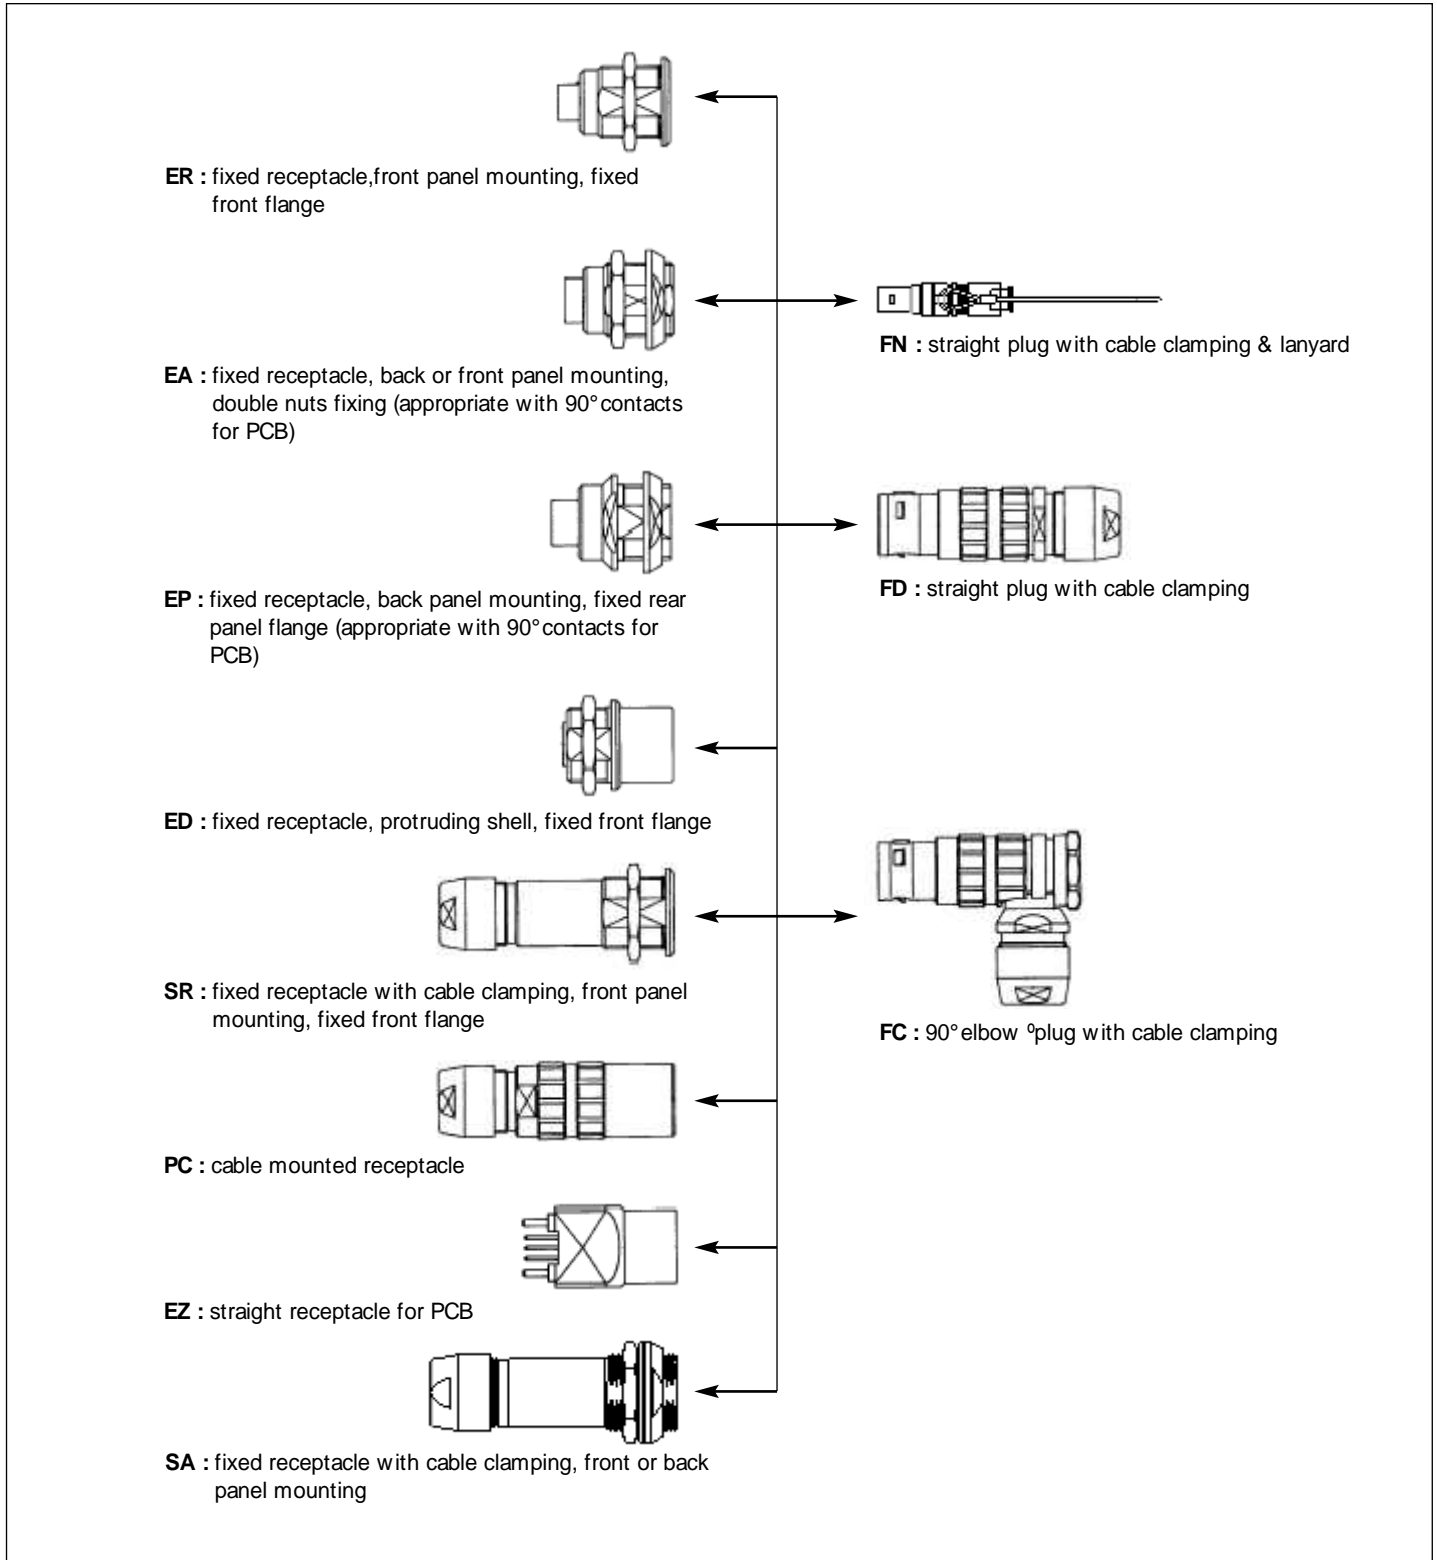 ER : fixed receptacle,front panel mounting, fixed
front flange
EA : fixed receptacle, back or front panel mounting,
double nuts fixing (appropriate with 90° contacts
for PCB)
FN : straight plug with cable clamping & lanyard
EP : fixed receptacle, back panel mounting, fixed rear
panel flange (appropriate with 90° contacts for
PCB)
FD : straight plug with cable clamping
ED : fixed receptacle, protruding shell, fixed front flange
SR : fixed receptacle with cable clamping, front panel
mounting, fixed front flange
FC : 90° elbow ⁰plug with cable clamping
PC : cable mounted receptacle
EZ : straight receptacle for PCB
SA : fixed receptacle with cable clamping, front or back
panel mounting